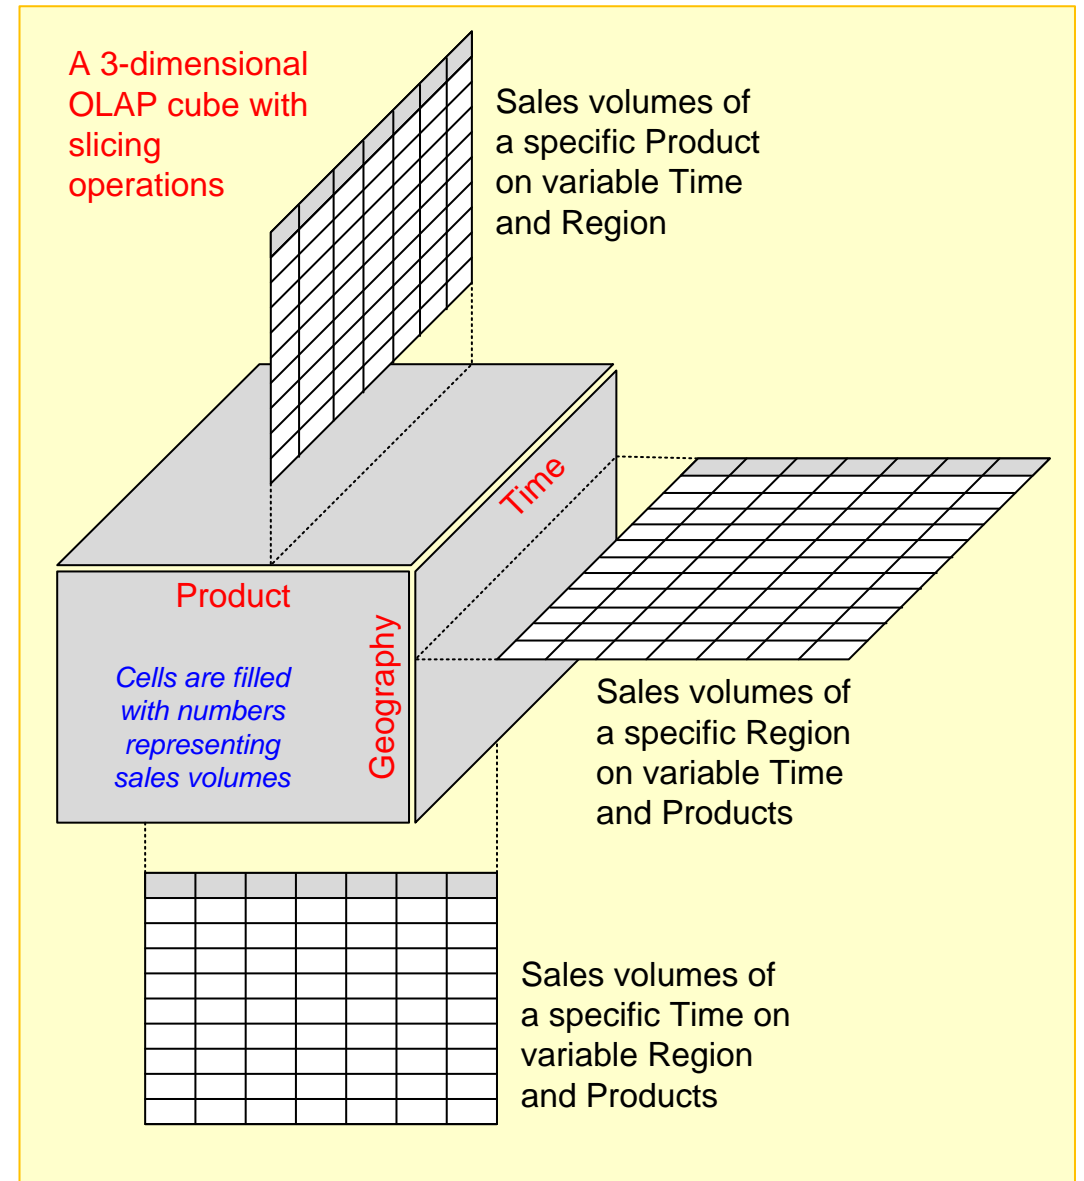 A 3-dimensional
OLAP cube with
slicing
operations
Sales volumes of
a specific Product
on variable Time
and Region
Time
Product
Geography
Cells are filled
with numbers
representing
sales volumes
Sales volumes of
a specific Region
on variable Time
and Products
Sales volumes of
a specific Time on
variable Region
and Products